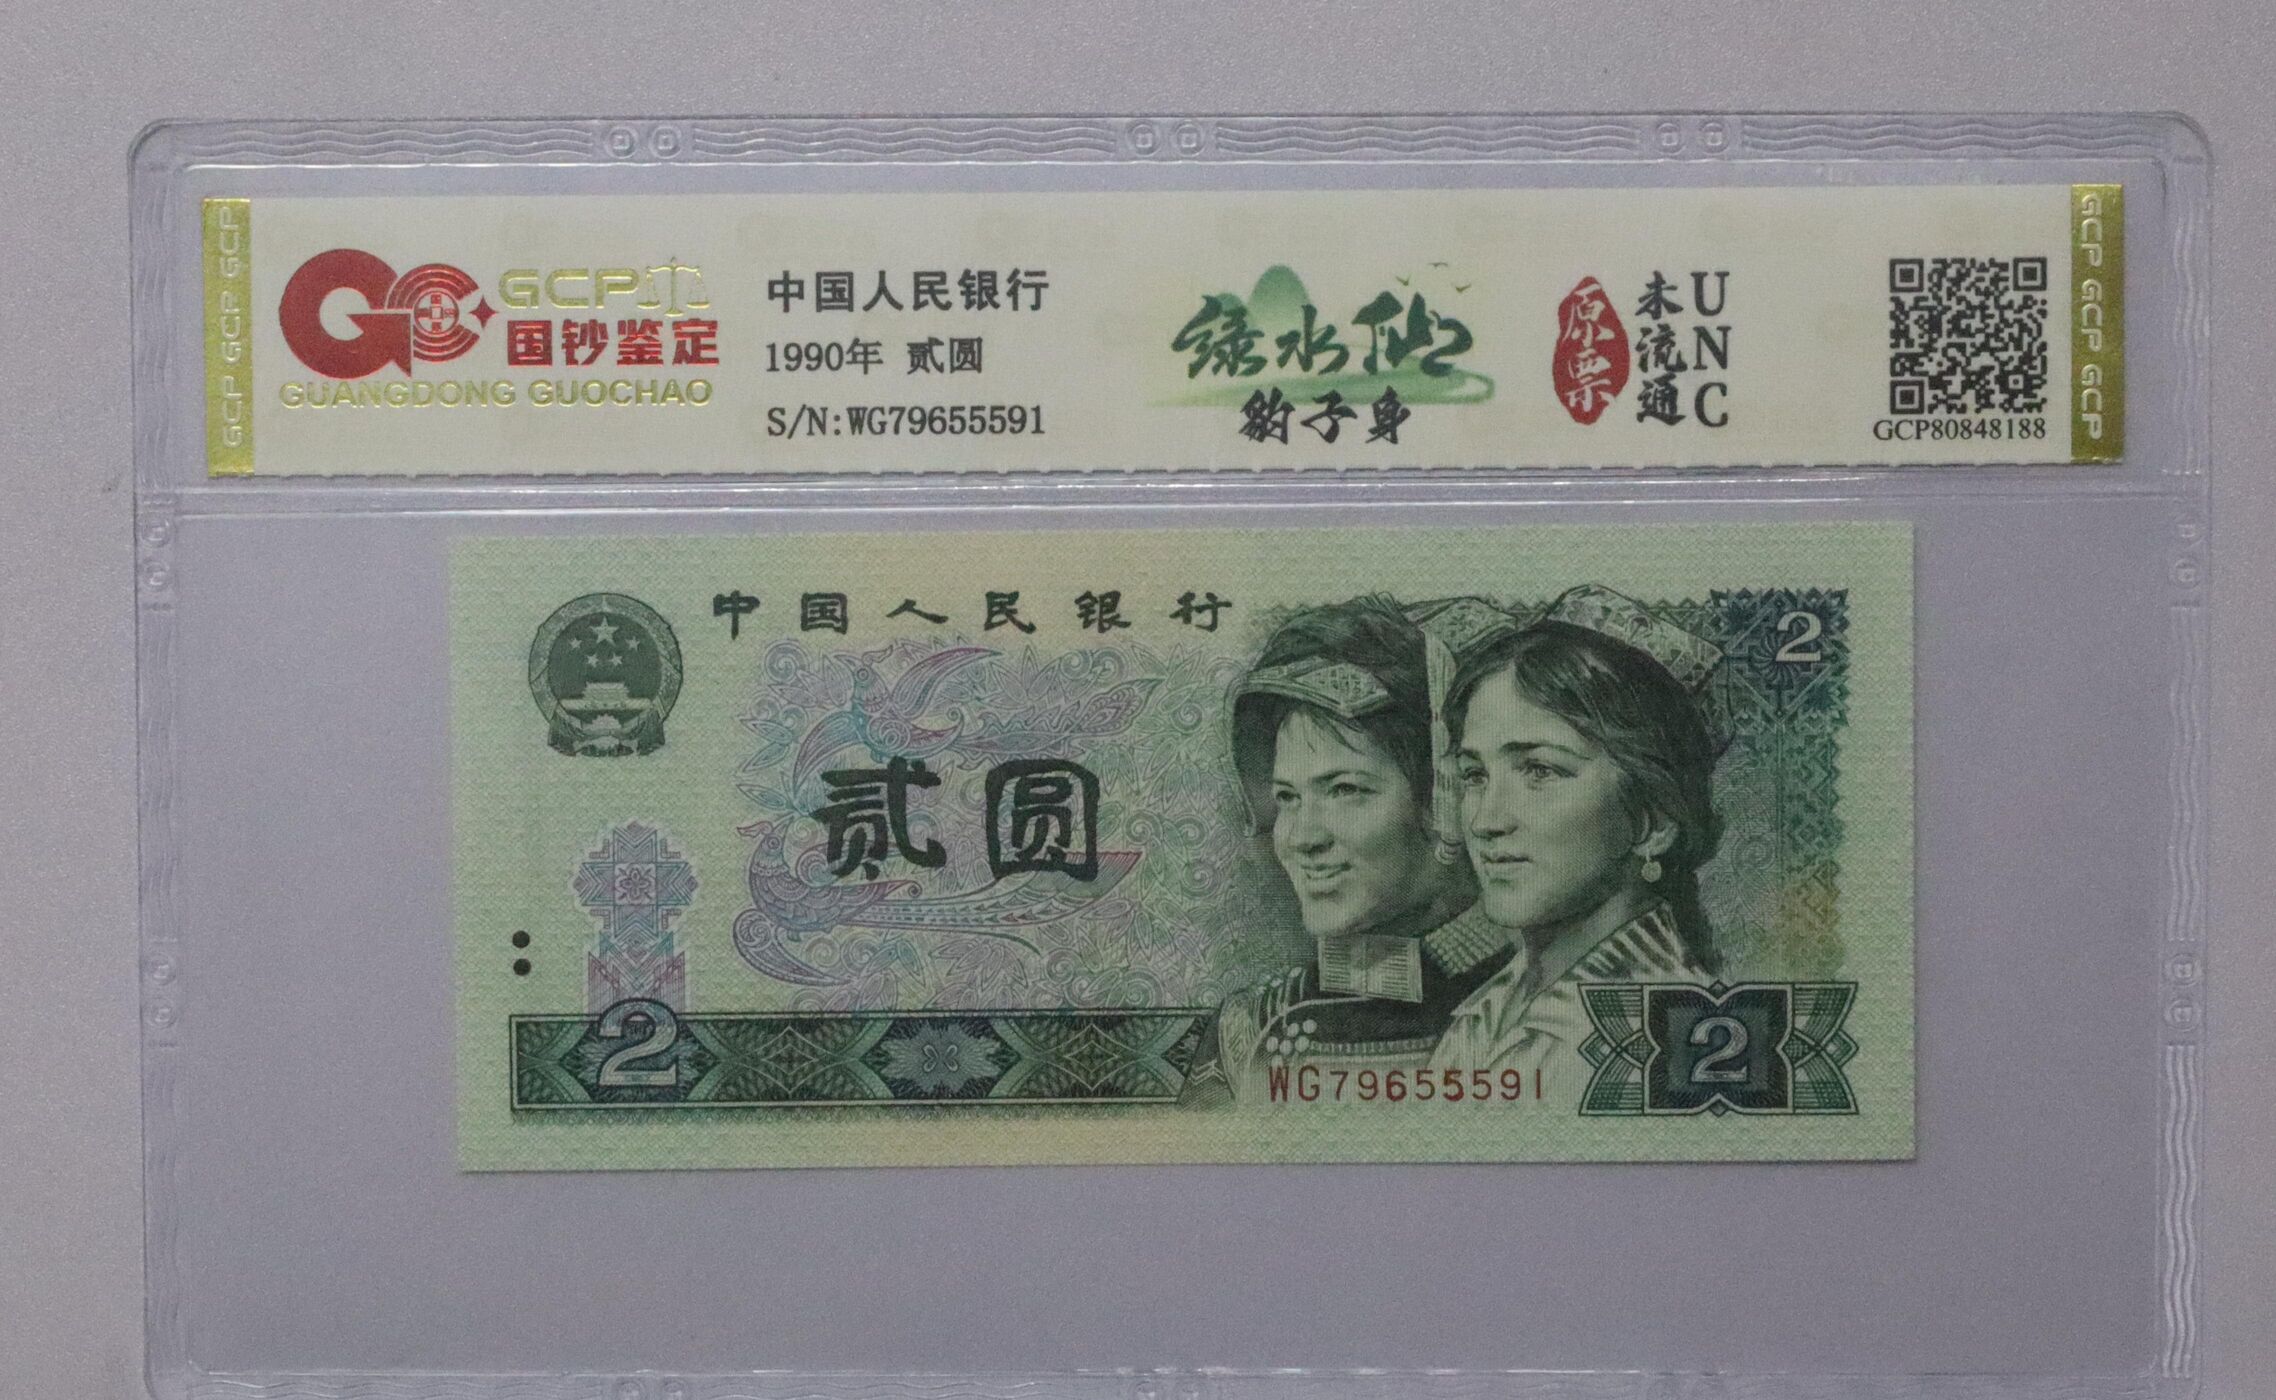 GCP GCP GCP GCP
GCP
国钞鉴定
GUANGDONG GUOCHAO
中国人民银行
1990年 贰圆
S/N:WG79655591
绿水仙
豹子身
原票
未流通
UNC
GCP80848188
GCP GCP GCP
中国人民银行
2
贰圆
2
WG79655591
2